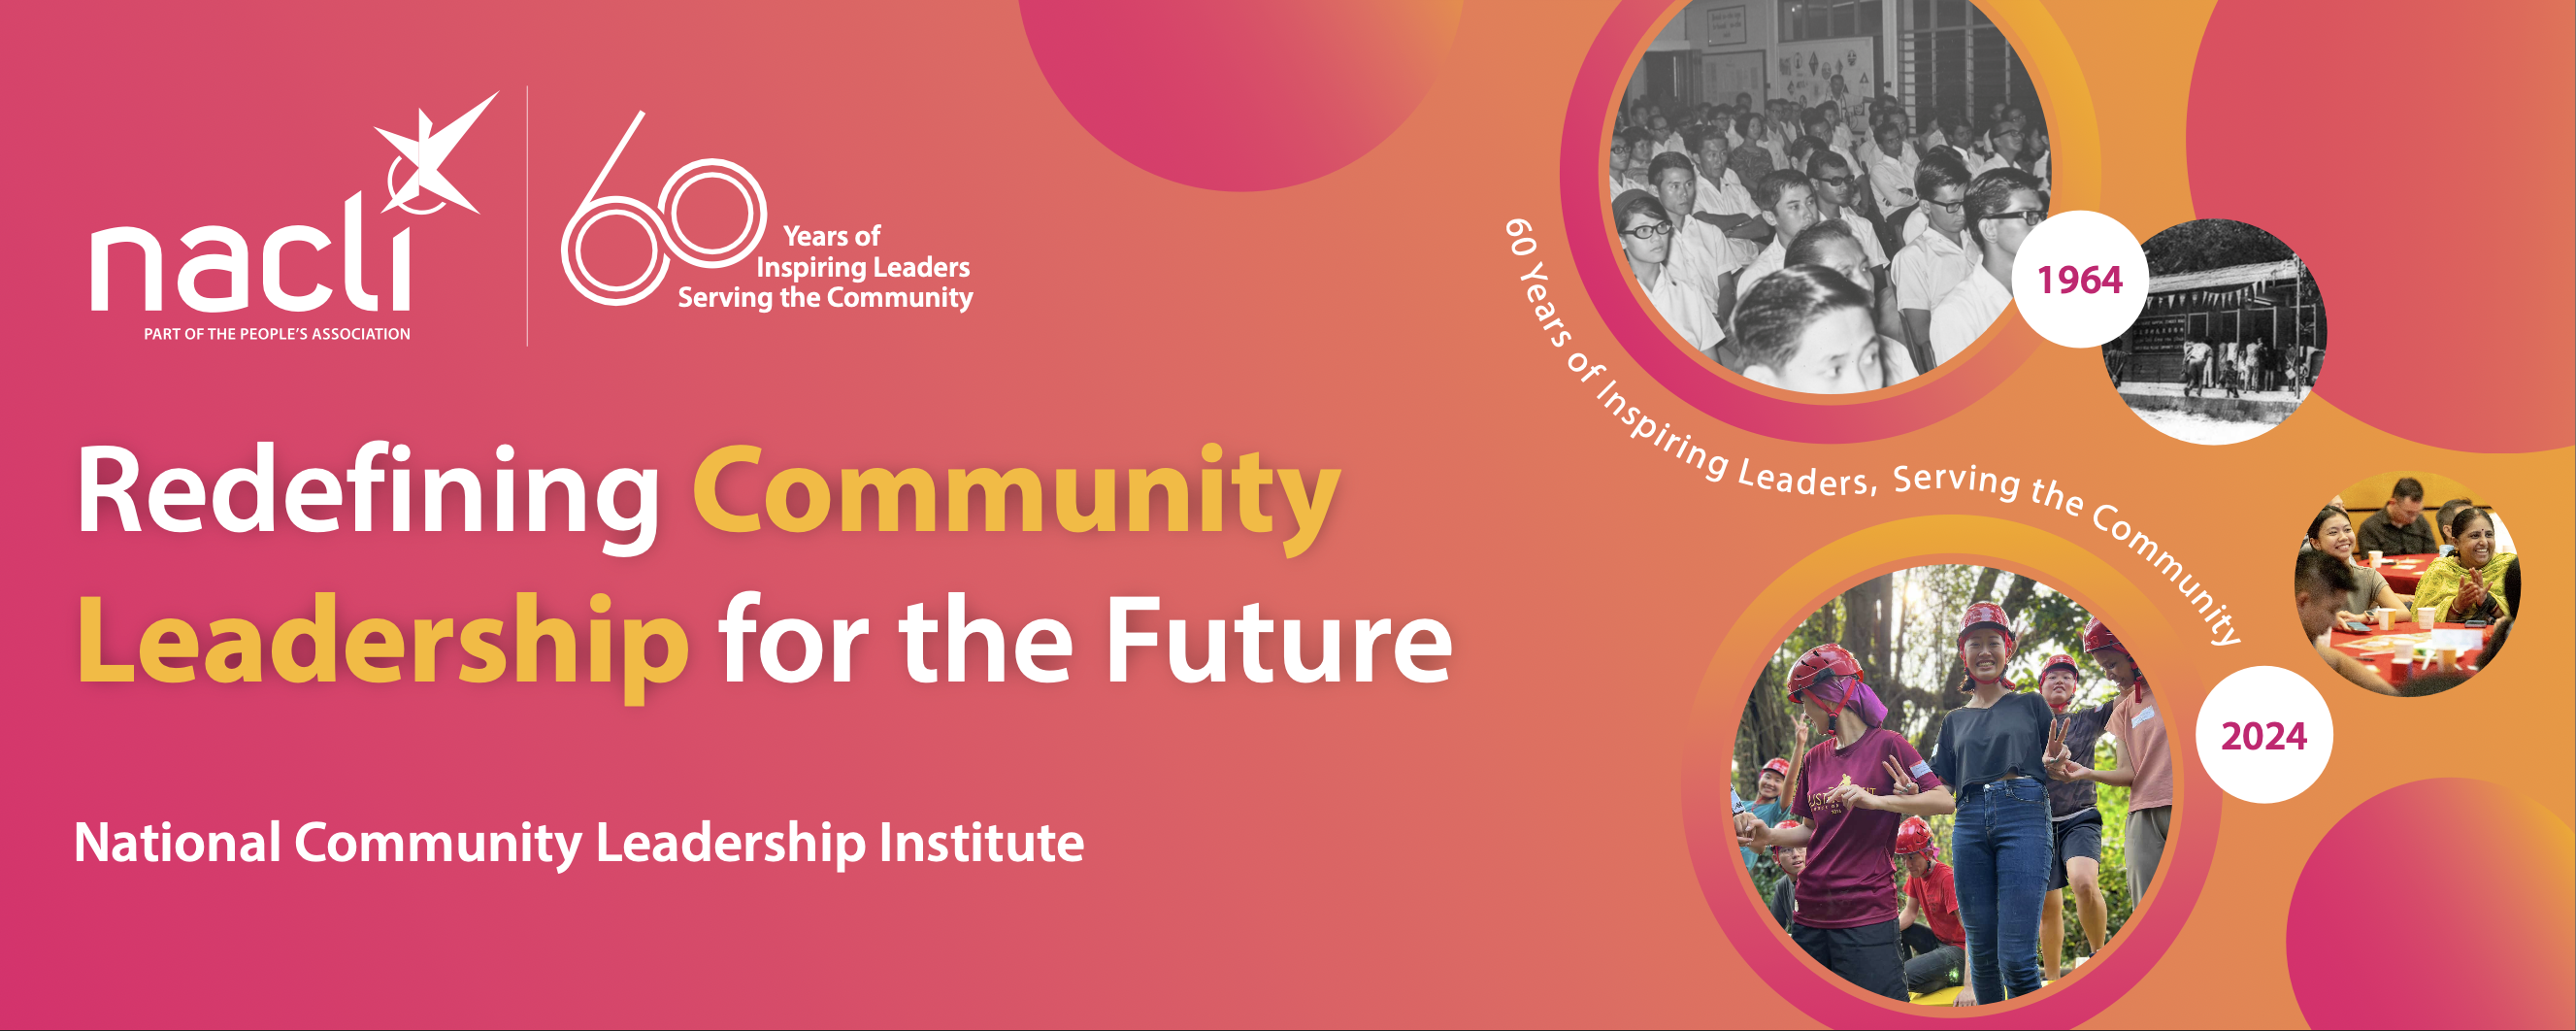 nacli
PART OF THE PEOPLE'S ASSOCIATION
60
Years of
Inspiring Leaders
Serving the Community
Redefining Community
Leadership for the Future
National Community Leadership Institute
60 Years of Inspiring Leaders, Serving the Community
1964
2024